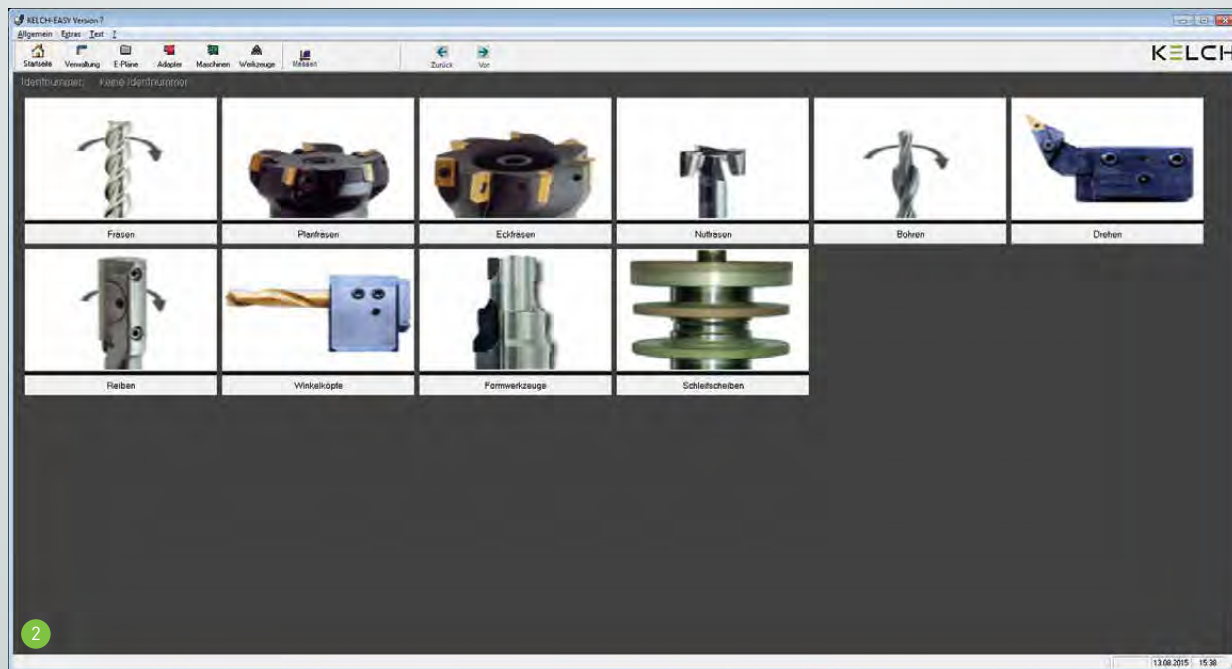 KELCH-EASY Version 7
Allgemein Extras Test ?
Startseite Verwaltung E-Pläne Adapter Maschinen Werkzeuge Messen Zurück Vor
KELCH
Identnummer: Keine Identnummer
Fräsen Planfräsen Eckfräsen Nutfräsen Bohren Drehen
Reiben Winkelköpfe Formwerkzeuge Schleifscheiben
2
13.08.2015 15:38